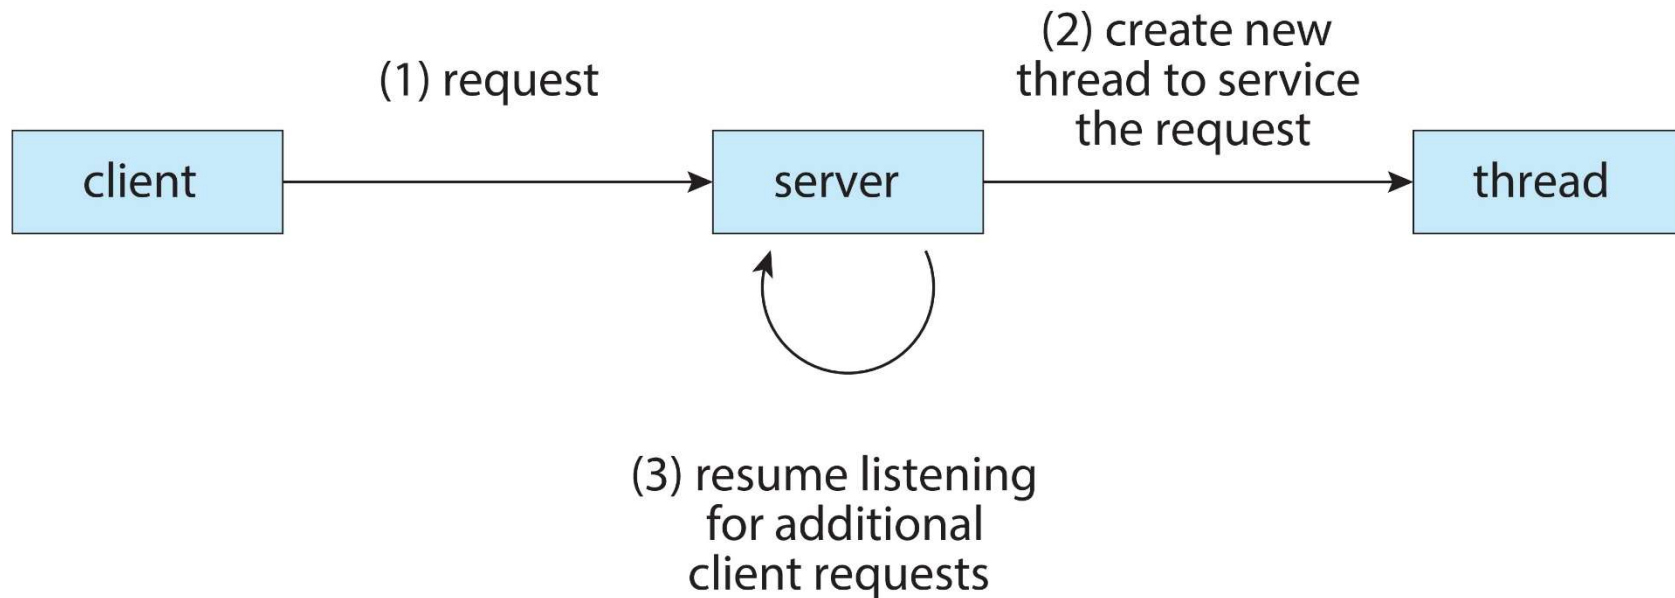 (1) request
(2) create new
thread to service
the request
client
server
thread
(3) resume listening
for additional
client requests